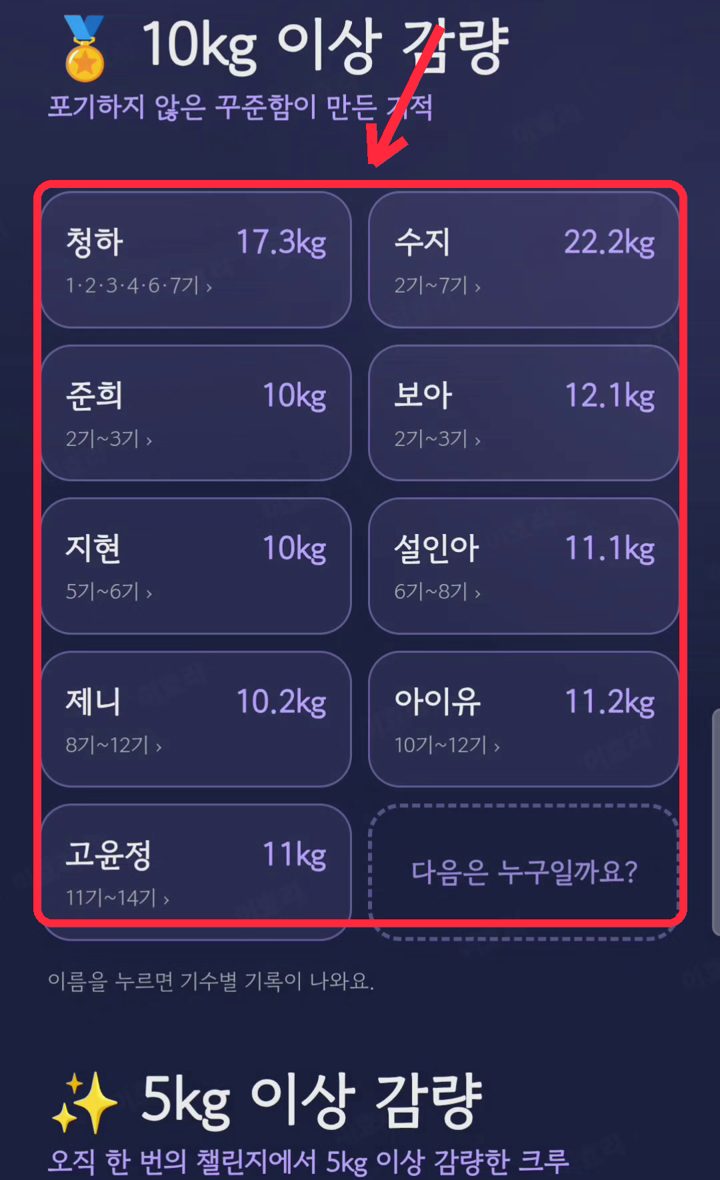 10kg 이상 감량
포기하지 않은 꾸준함이 만든 기적
청하 17.3kg
1·2·3·4·6·7기 ›
수지 22.2kg
2기~7기 ›
준희 10kg
2기~3기 ›
보아 12.1kg
2기~3기 ›
지현 10kg
5기~6기 ›
설인아 11.1kg
6기~8기 ›
제니 10.2kg
8기~12기 ›
아이유 11.2kg
10기~12기 ›
고윤정 11kg
11기~14기 ›
다음은 누구일까요?
이름을 누르면 기수별 기록이 나와요.
5kg 이상 감량
오직 한 번의 챌린지에서 5kg 이상 감량한 크루